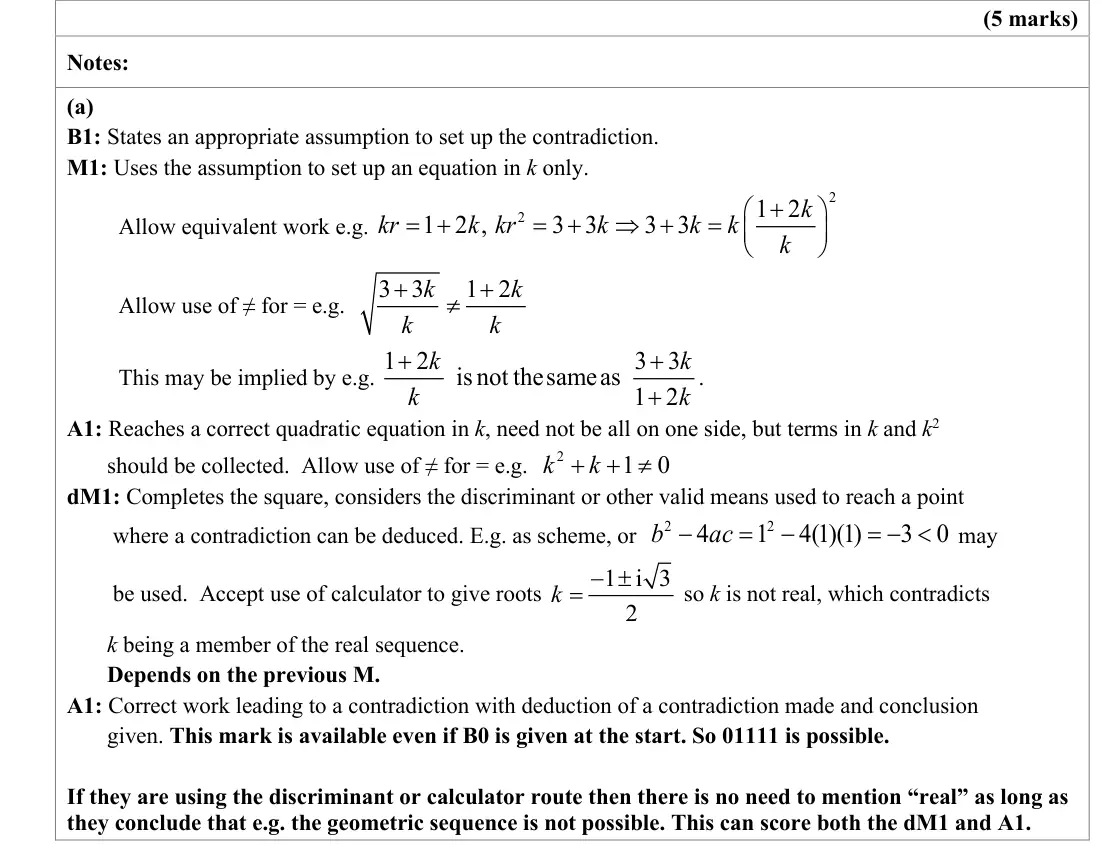 (5 marks)
Notes:
(a)
B1: States an appropriate assumption to set up the contradiction.
M1: Uses the assumption to set up an equation in k only.
Allow equivalent work e.g. kr = 1 + 2k, kr² = 3 + 3k ⇒ 3 + 3k = k((1 + 2k)/k)²
Allow use of ≠ for = e.g. √((3 + 3k)/k) ≠ (1 + 2k)/k
This may be implied by e.g. (1 + 2k)/k is not the same as (3 + 3k)/(1 + 2k).
A1: Reaches a correct quadratic equation in k, need not be all on one side, but terms in k and k²
should be collected. Allow use of ≠ for = e.g. k² + k + 1 ≠ 0
dM1: Completes the square, considers the discriminant or other valid means used to reach a point
where a contradiction can be deduced. E.g. as scheme, or b² − 4ac = 1² − 4(1)(1) = −3 < 0 may
be used. Accept use of calculator to give roots k = (−1 ± i√3)/2 so k is not real, which contradicts
k being a member of the real sequence.
Depends on the previous M.
A1: Correct work leading to a contradiction with deduction of a contradiction made and conclusion
given. This mark is available even if B0 is given at the start. So 01111 is possible.
If they are using the discriminant or calculator route then there is no need to mention “real” as long as
they conclude that e.g. the geometric sequence is not possible. This can score both the dM1 and A1.